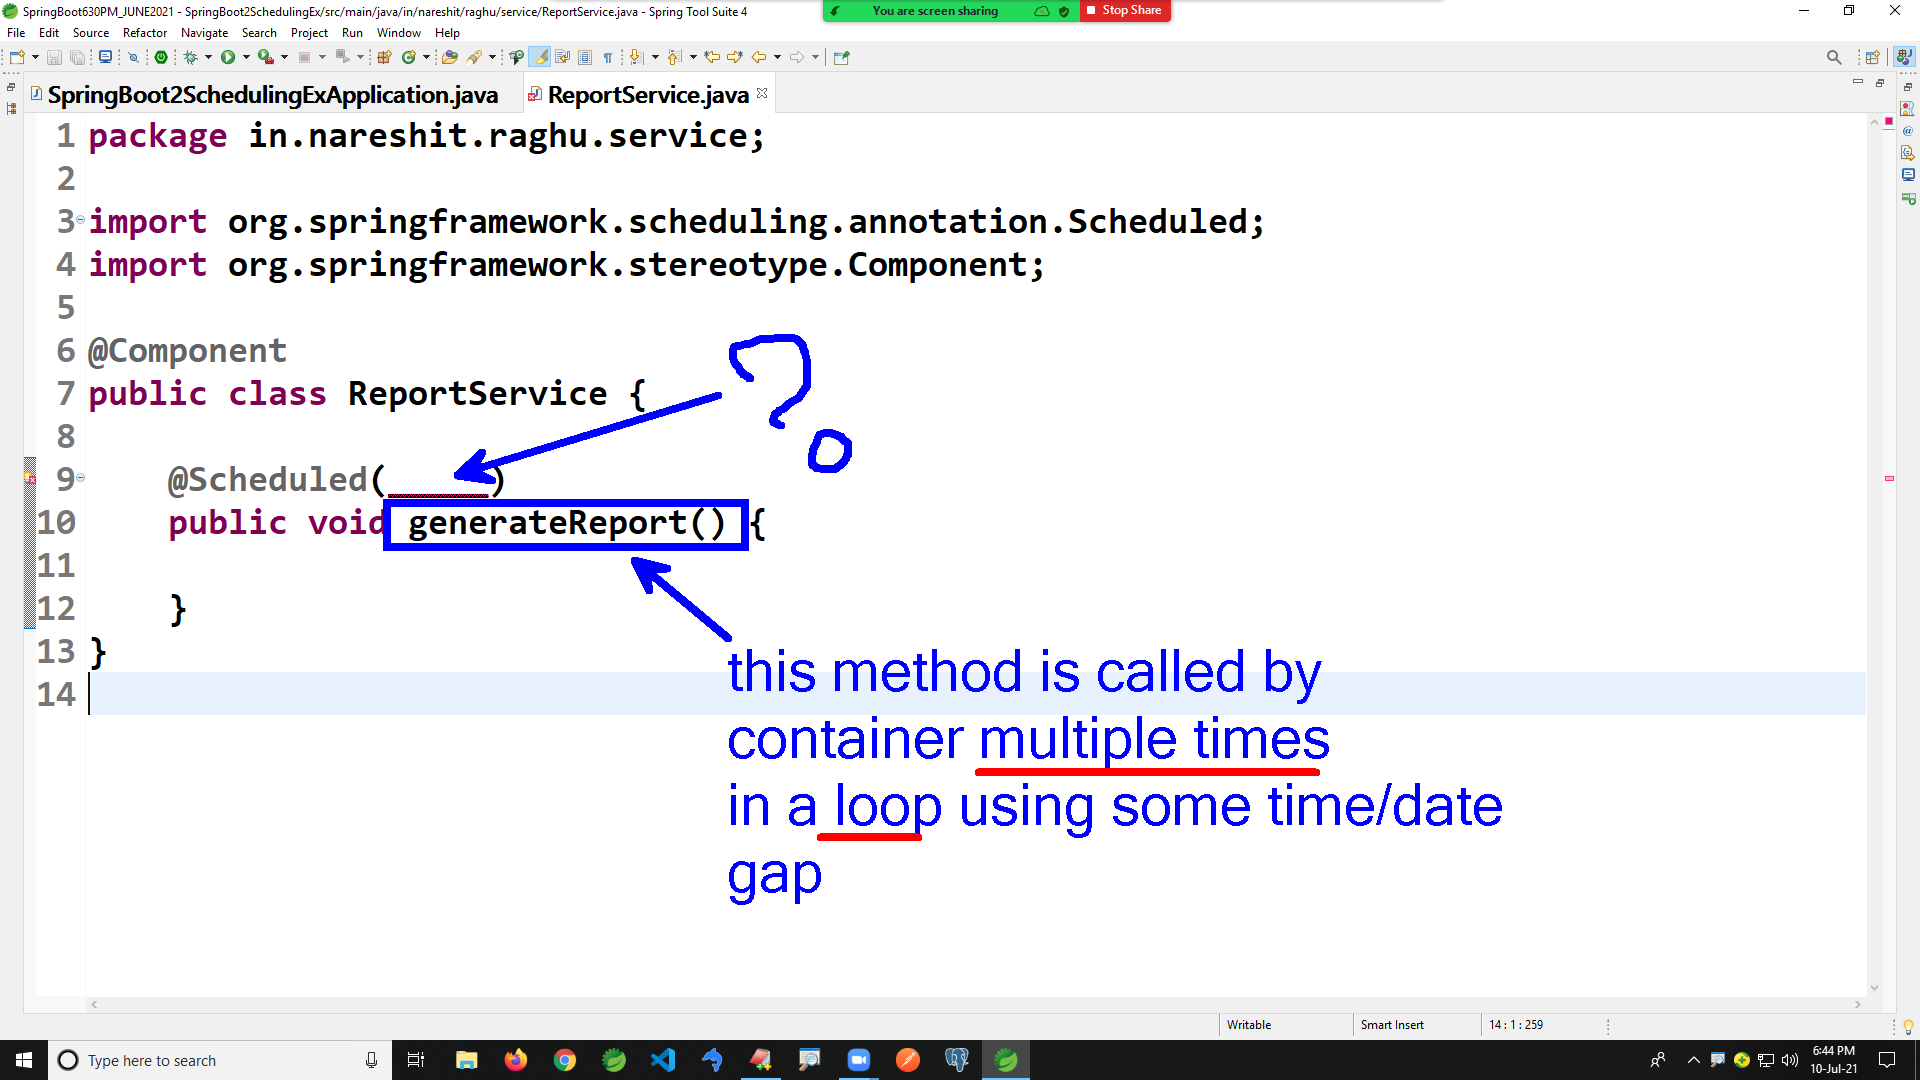 SpringBoot630PM_JUNE2021 - SpringBoot2SchedulingEx/src/main/java/in/nareshit/raghu/service/ReportService.java - Spring Tool Suite 4
You are screen sharing
Stop Share
File Edit Source Refactor Navigate Search Project Run Window Help
SpringBoot2SchedulingExApplication.java
ReportService.java
1 package in.nareshit.raghu.service;
2
3 import org.springframework.scheduling.annotation.Scheduled;
4 import org.springframework.stereotype.Component;
5
6 @Component
7 public class ReportService {
8
?
9 @Scheduled(_____)
10 public void generateReport() {
11
12 }
13 }
14
this method is called by
container multiple times
in a loop using some time/date
gap
Writable
Smart Insert
14 : 1 : 259
Type here to search
6:44 PM
10-Jul-21